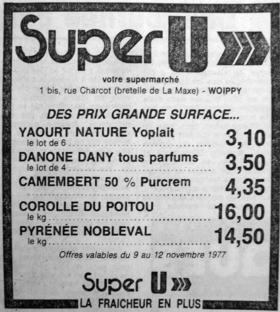 Super U
votre supermarché
1 bis, rue Charcot (bretelle de La Maxe) - WOIPPY
DES PRIX GRANDE SURFACE...
YAOURT NATURE Yoplait
le lot de 6 3,10
DANONE DANY tous parfums
le lot de 4 3,50
CAMEMBERT 50 % Purcrem 4,35
COROLLE DU POITOU
le kg 16,00
PYRÉNÉE NOBLEVAL
le kg 14,50
Offres valables du 9 au 12 novembre 1977
Super U
LA FRAICHEUR EN PLUS